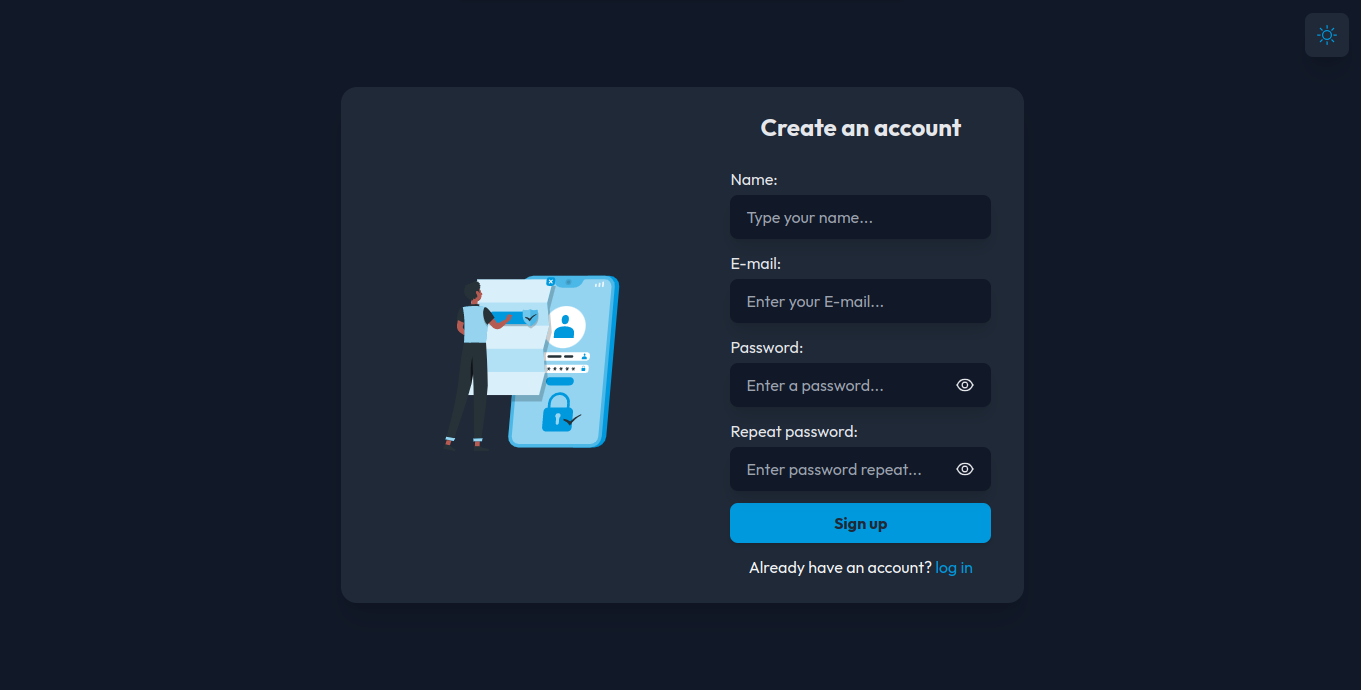 Create an account
Name:
Type your name...
E-mail:
Enter your E-mail...
Password:
Enter a password...
Repeat password:
Enter password repeat...
Sign up
Already have an account? log in